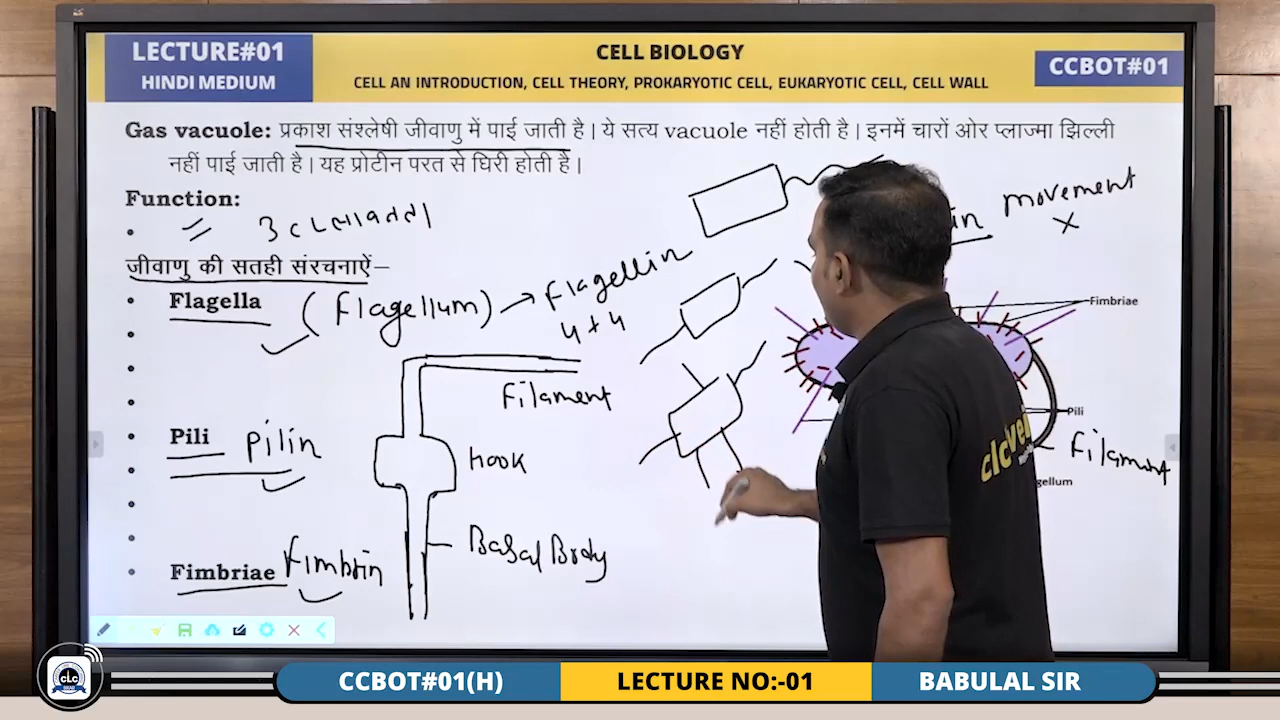 LECTURE#01
HINDI MEDIUM
CELL BIOLOGY
CELL AN INTRODUCTION, CELL THEORY, PROKARYOTIC CELL, EUKARYOTIC CELL, CELL WALL
CCBOT#01
Gas vacuole: प्रकाश संश्लेषी जीवाणु में पाई जाती है। ये सत्य vacuole नहीं होती है। इनमें चारों ओर प्लाज्मा झिल्ली
नहीं पाई जाती है। यह प्रोटीन परत से घिरी होती है।
Function:
movement
X
जीवाणु की सतही संरचनाऐं–
Flagella (Flagellum) → Flagellin
4+4
Fimbriae
Filament
Pili pilin
Hook
Pili
Filament
Basal Body
Fimbriae Fimbrin
clc
CCBOT#01(H)
LECTURE NO:-01
BABULAL SIR